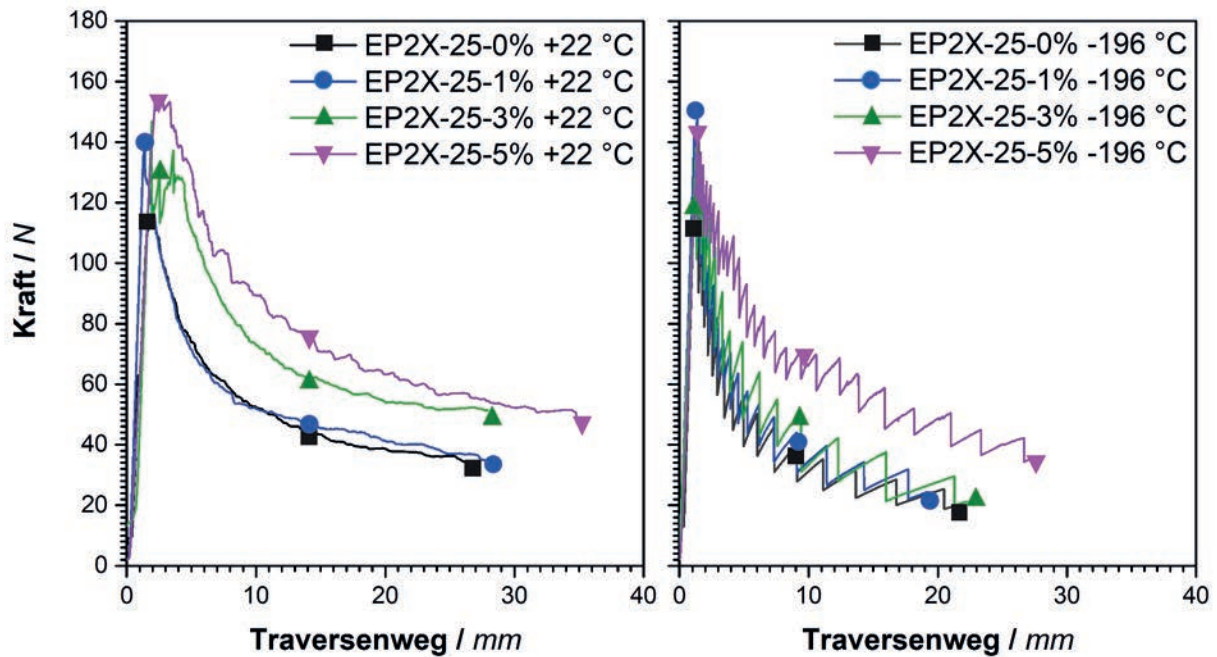 180
160
140
120
100
80
60
40
20
0
Kraft / N
EP2X-25-0% +22 °C
EP2X-25-1% +22 °C
EP2X-25-3% +22 °C
EP2X-25-5% +22 °C
0 10 20 30 40
Traversenweg / mm
EP2X-25-0% -196 °C
EP2X-25-1% -196 °C
EP2X-25-3% -196 °C
EP2X-25-5% -196 °C
0 10 20 30 40
Traversenweg / mm